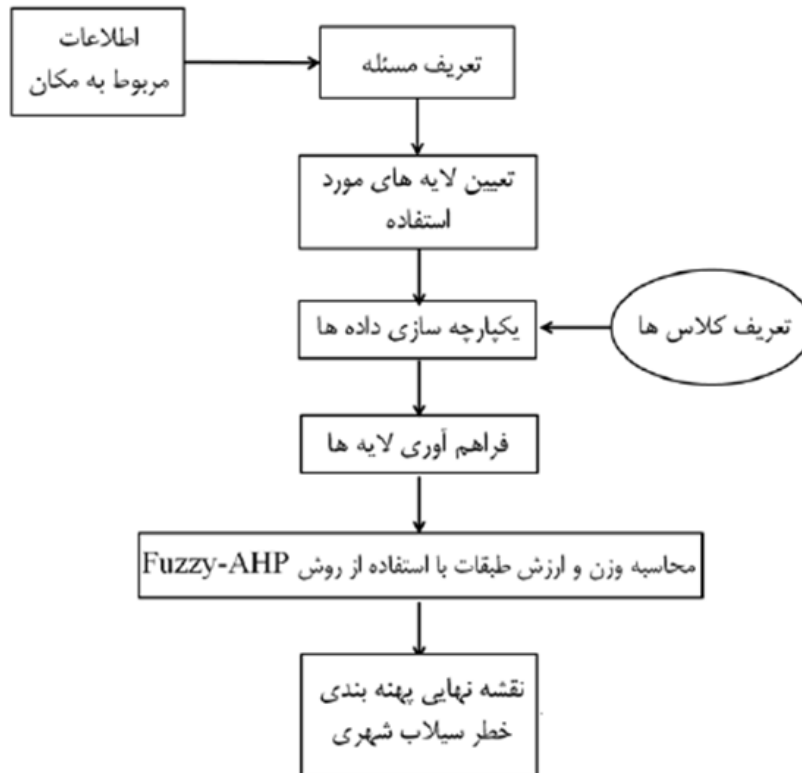 اطلاعات
مربوط به مکان
تعریف مسئله
تعیین لایه های مورد
استفاده
یکپارچه سازی داده ها
تعریف کلاس ها
فراهم آوری لایه ها
محاسبه وزن و ارزش طبقات با استفاده از روش Fuzzy-AHP
نقشه نهایی پهنه بندی
خطر سیلاب شهری